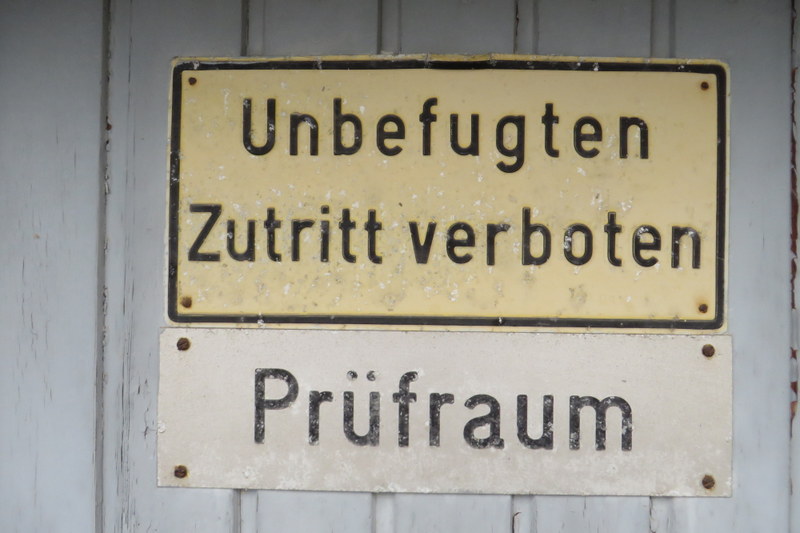 Unbefugten
Zutritt verboten
Prüfraum